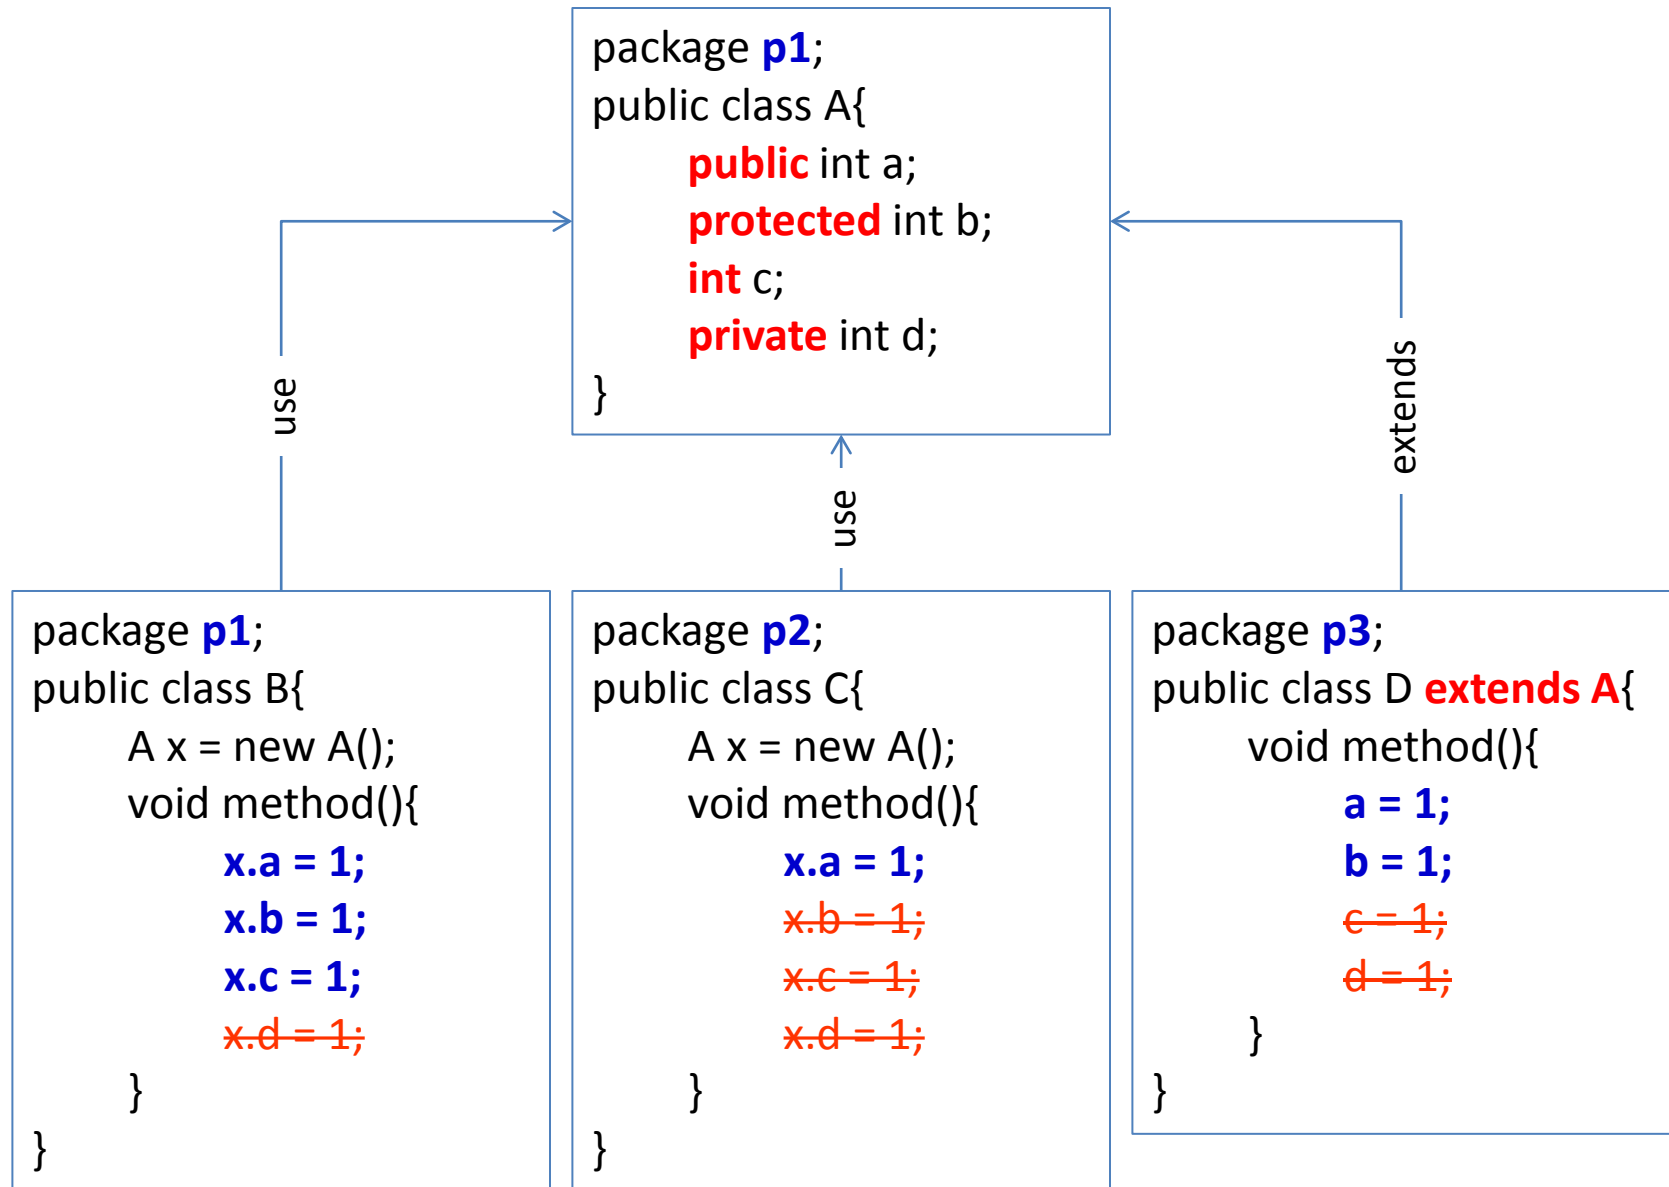 package p1;
public class A{
public int a;
protected int b;
int c;
private int d;
}
use
use
extends
package p1;
public class B{
A x = new A();
void method(){
x.a = 1;
x.b = 1;
x.c = 1;
x.d = 1;
}
}
package p2;
public class C{
A x = new A();
void method(){
x.a = 1;
x.b = 1;
x.c = 1;
x.d = 1;
}
}
package p3;
public class D extends A{
void method(){
a = 1;
b = 1;
c = 1;
d = 1;
}
}